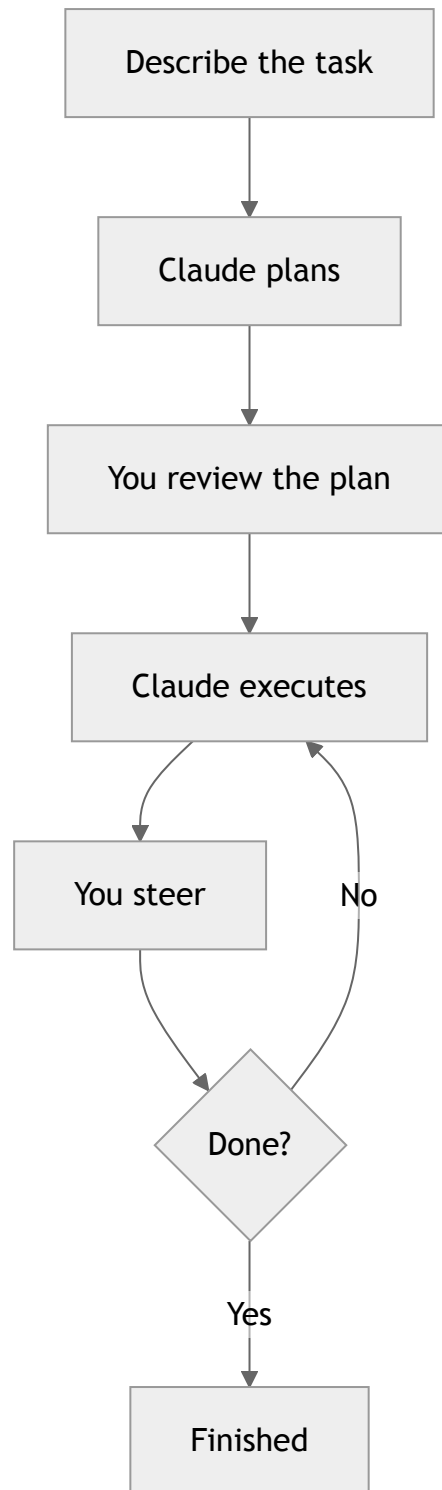 Describe the task
Claude plans
You review the plan
Claude executes
You steer
No
Done?
Yes
Finished